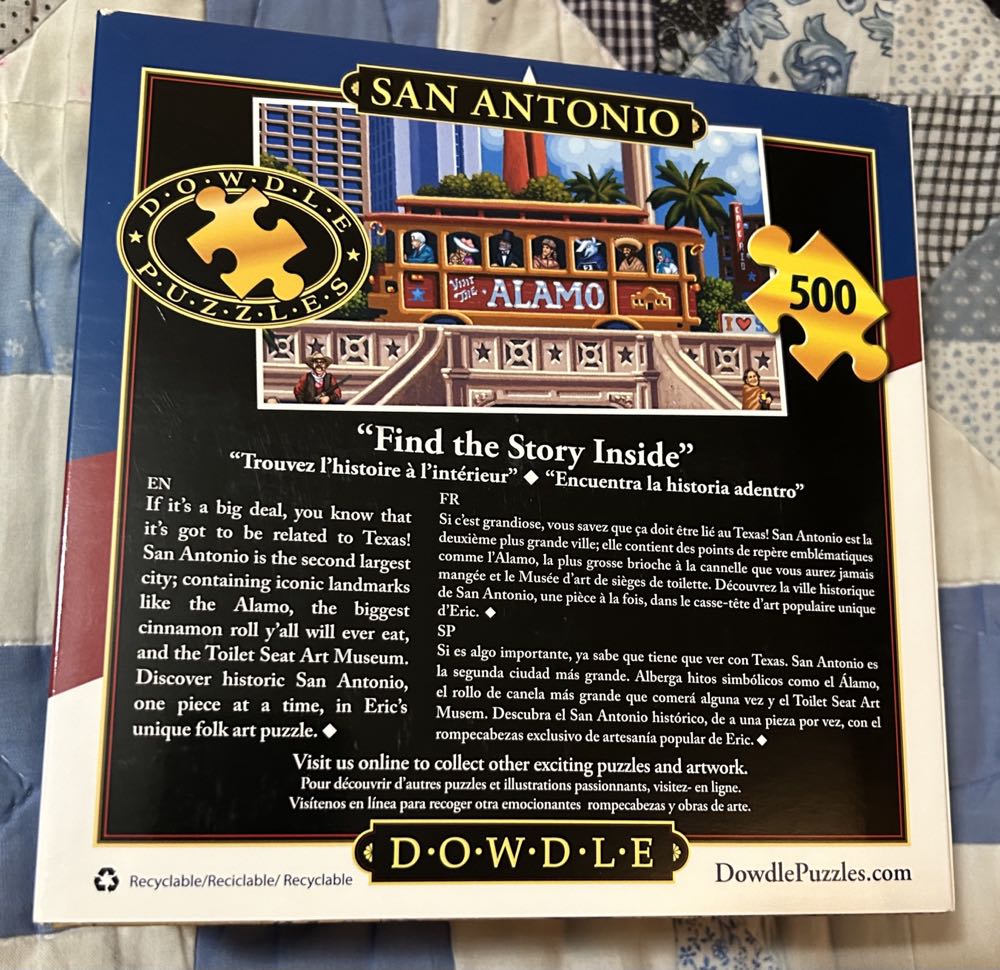 SAN ANTONIO
D·O·W·D·L·E
P·U·Z·Z·L·E·S
500
VISIT THE · ALAMO
I ♥
“Find the Story Inside”
“Trouvez l’histoire à l’intérieur” ◆ “Encuentra la historia adentro”
EN
If it’s a big deal, you know that
it’s got to be related to Texas!
San Antonio is the second largest
city; containing iconic landmarks
like the Alamo, the biggest
cinnamon roll y’all will ever eat,
and the Toilet Seat Art Museum.
Discover historic San Antonio,
one piece at a time, in Eric’s
unique folk art puzzle. ◆
FR
Si c’est grandiose, vous savez que ça doit être lié au Texas! San Antonio est la
deuxième plus grande ville; elle contient des points de repère emblématiques
comme l’Alamo, la plus grosse brioche à la cannelle que vous aurez jamais
mangée et le Musée d’art de sièges de toilette. Découvrez la ville historique
de San Antonio, une pièce à la fois, dans le casse-tête d’art populaire unique
d’Eric. ◆
SP
Si es algo importante, ya sabe que tiene que ver con Texas. San Antonio es
la segunda ciudad más grande. Alberga hitos simbólicos como el Álamo,
el rollo de canela más grande que comerá alguna vez y el Toilet Seat Art
Musem. Descubra el San Antonio histórico, de a una pieza por vez, con el
rompecabezas exclusivo de artesanía popular de Eric. ◆
Visit us online to collect other exciting puzzles and artwork.
Pour découvrir d’autres puzzles et illustrations passionnants, visitez- en ligne.
Visítenos en línea para recoger otra emocionantes rompecabezas y obras de arte.
D·O·W·D·L·E
Recyclable/Reciclable/ Recyclable
DowdlePuzzles.com